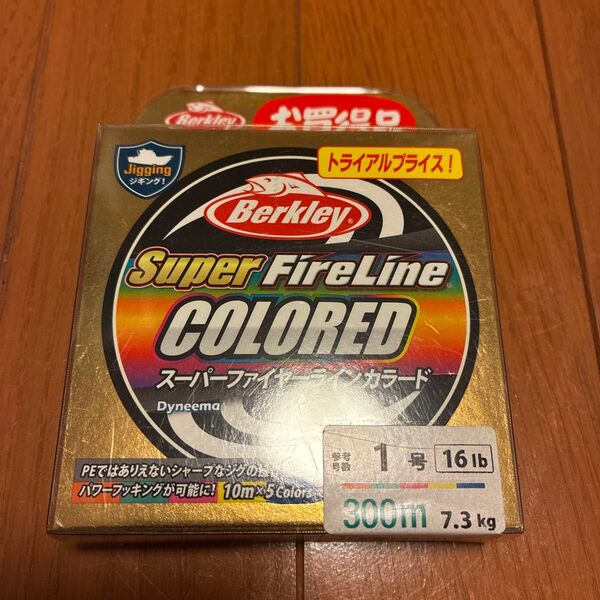 Berkley
お買得品
Jigging
ジギング!
トライアルプライス!
Berkley
Super FireLine
COLORED
スーパーファイヤーラインカラード
Dyneema
PEではありえないシャープなジグの
パワーフッキングが可能に!
10m×5Colors
参考号数 1号 16lb
300m 7.3kg